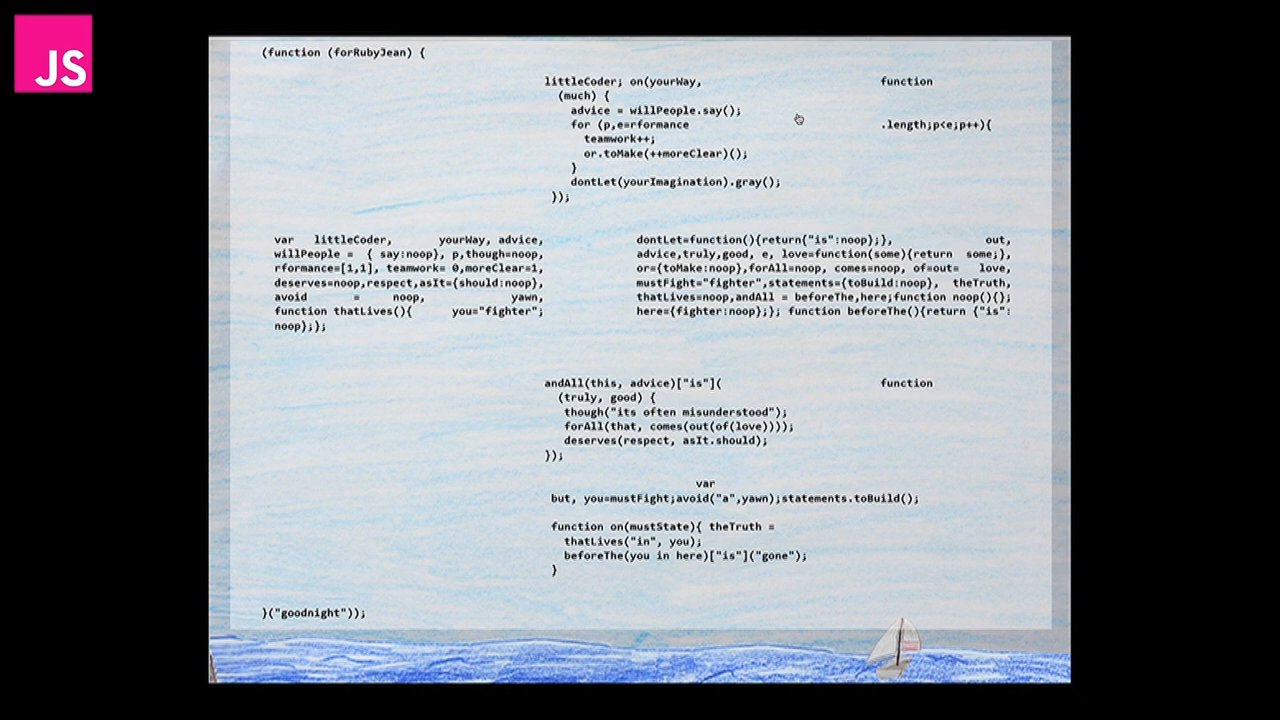 JS
(function (forRubyJean) {
littleCoder; on(yourWay, function
(much) {
advice = willPeople.say();
for (p,e=rformance .length;p<e;p++){
teamwork++;
or.toMake(++moreClear)();
}
dontLet(yourImagination).gray();
});
var littleCoder, yourWay, advice,
willPeople = { say:noop}, p,though=noop,
rformance=[1,1], teamwork= 0,moreClear=1,
deserves=noop,respect,asIt={should:noop},
avoid = noop, yawn,
function thatLives(){ you="fighter";
noop};};
dontLet=function(){return{"is":noop};}, out,
advice,truly,good, e, love=function(some){return some;},
or={toMake:noop},forAll=noop, comes=noop, of=out= love,
mustFight="fighter",statements={toBuild:noop}, theTruth,
thatLives=noop,andAll = beforeThe,here;function noop(){};
here={fighter:noop};}; function beforeThe(){return {"is":
andAll(this, advice)["is"]( function
(truly, good) {
though("its often misunderstood");
forAll(that, comes(out(of(love))));
deserves(respect, asIt.should);
});
var
but, you=mustFight;avoid("a",yawn);statements.toBuild();
function on(mustState){ theTruth =
thatLives("in", you);
beforeThe(you in here)["is"]("gone");
}
}("goodnight"));